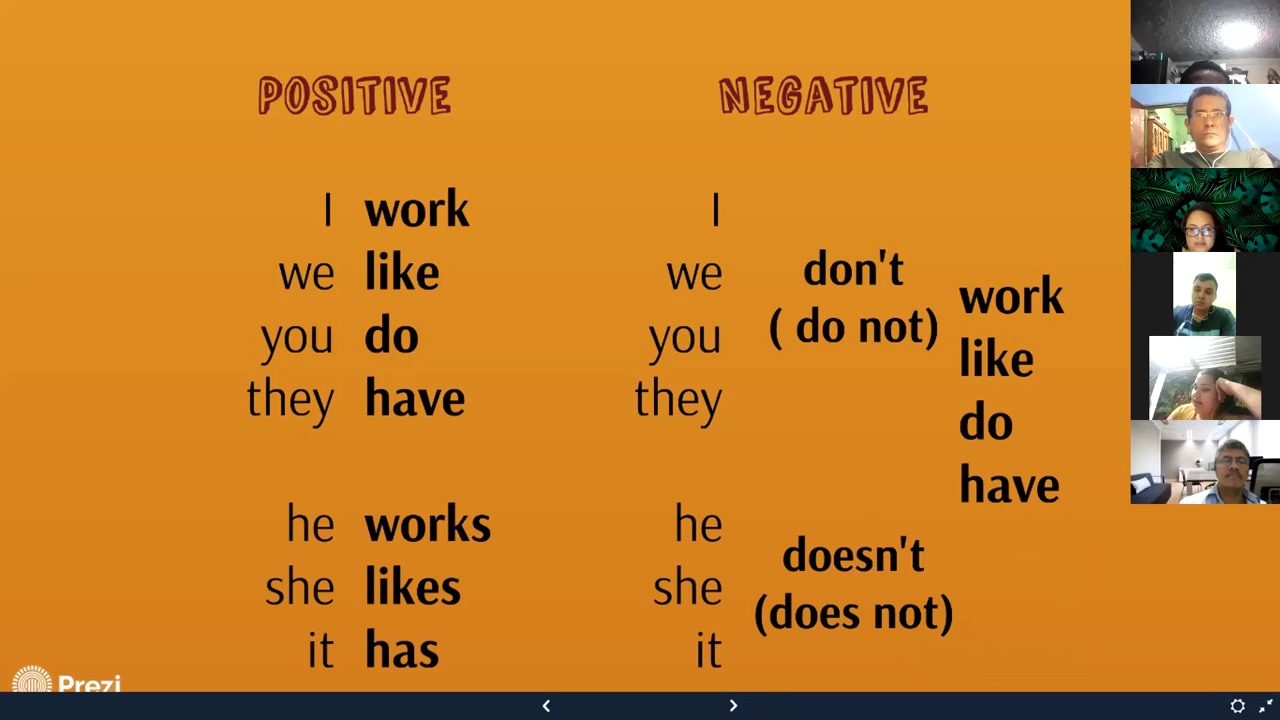 POSITIVE
I work
we like
you do
they have
he works
she likes
it has
NEGATIVE
I
we
you
they
don't
( do not)
he
she
it
doesn't
(does not)
work
like
do
have
Prezi